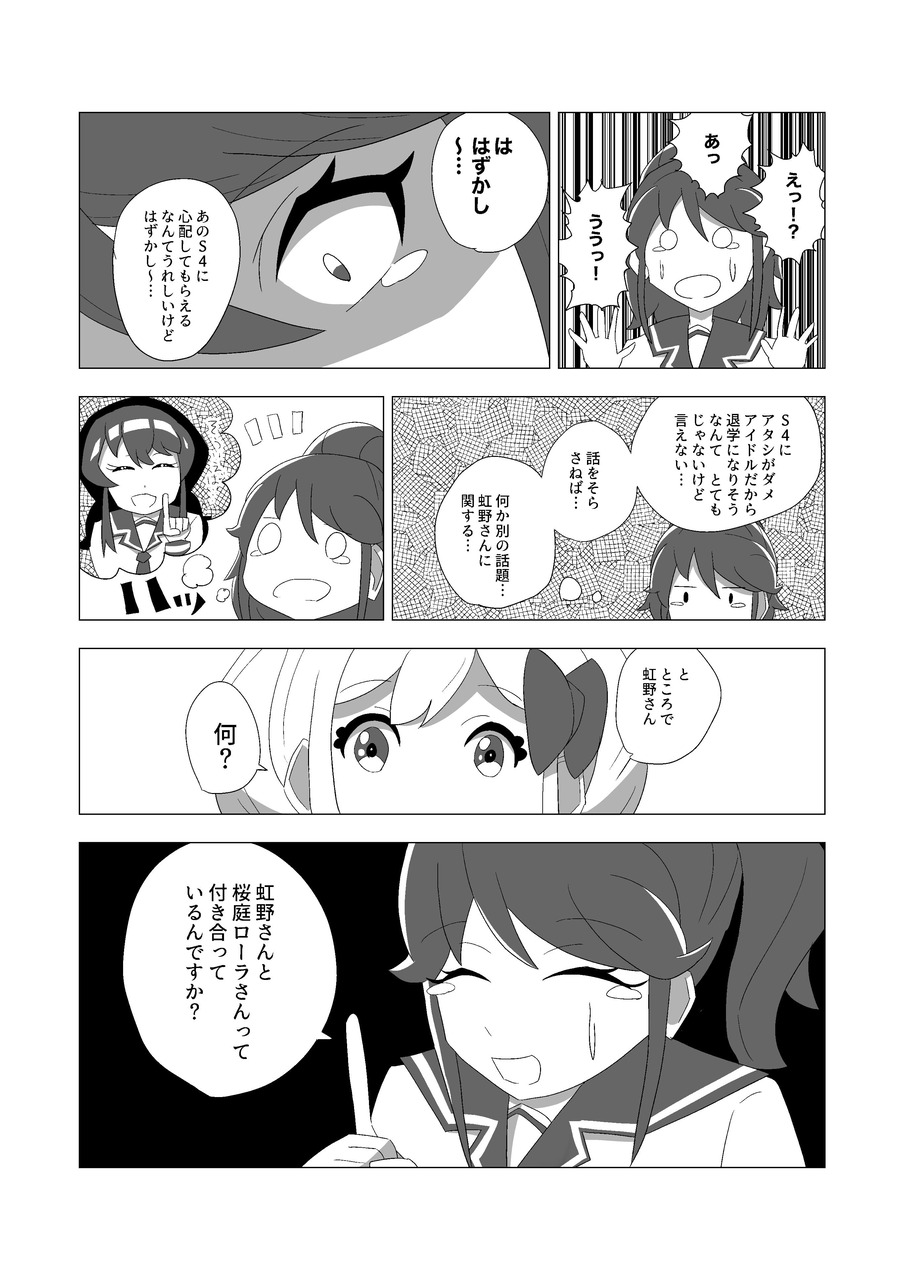 えっ！？
あっ
ううっ！
は
はずかし
～…
あのS4に
心配してもらえる
なんてうれしいけど
はずかし～…
S4に
アタシがダメ
アイドルだから
退学になりそう
なんて とても
じゃないけど
言えない…
話をそら
さねば…
何か別の話題…
虹野さんに
関する…
ハッ
と
ところで
虹野さん
何？
虹野さんと
桜庭ローラさんって
付き合って
いるんですか？